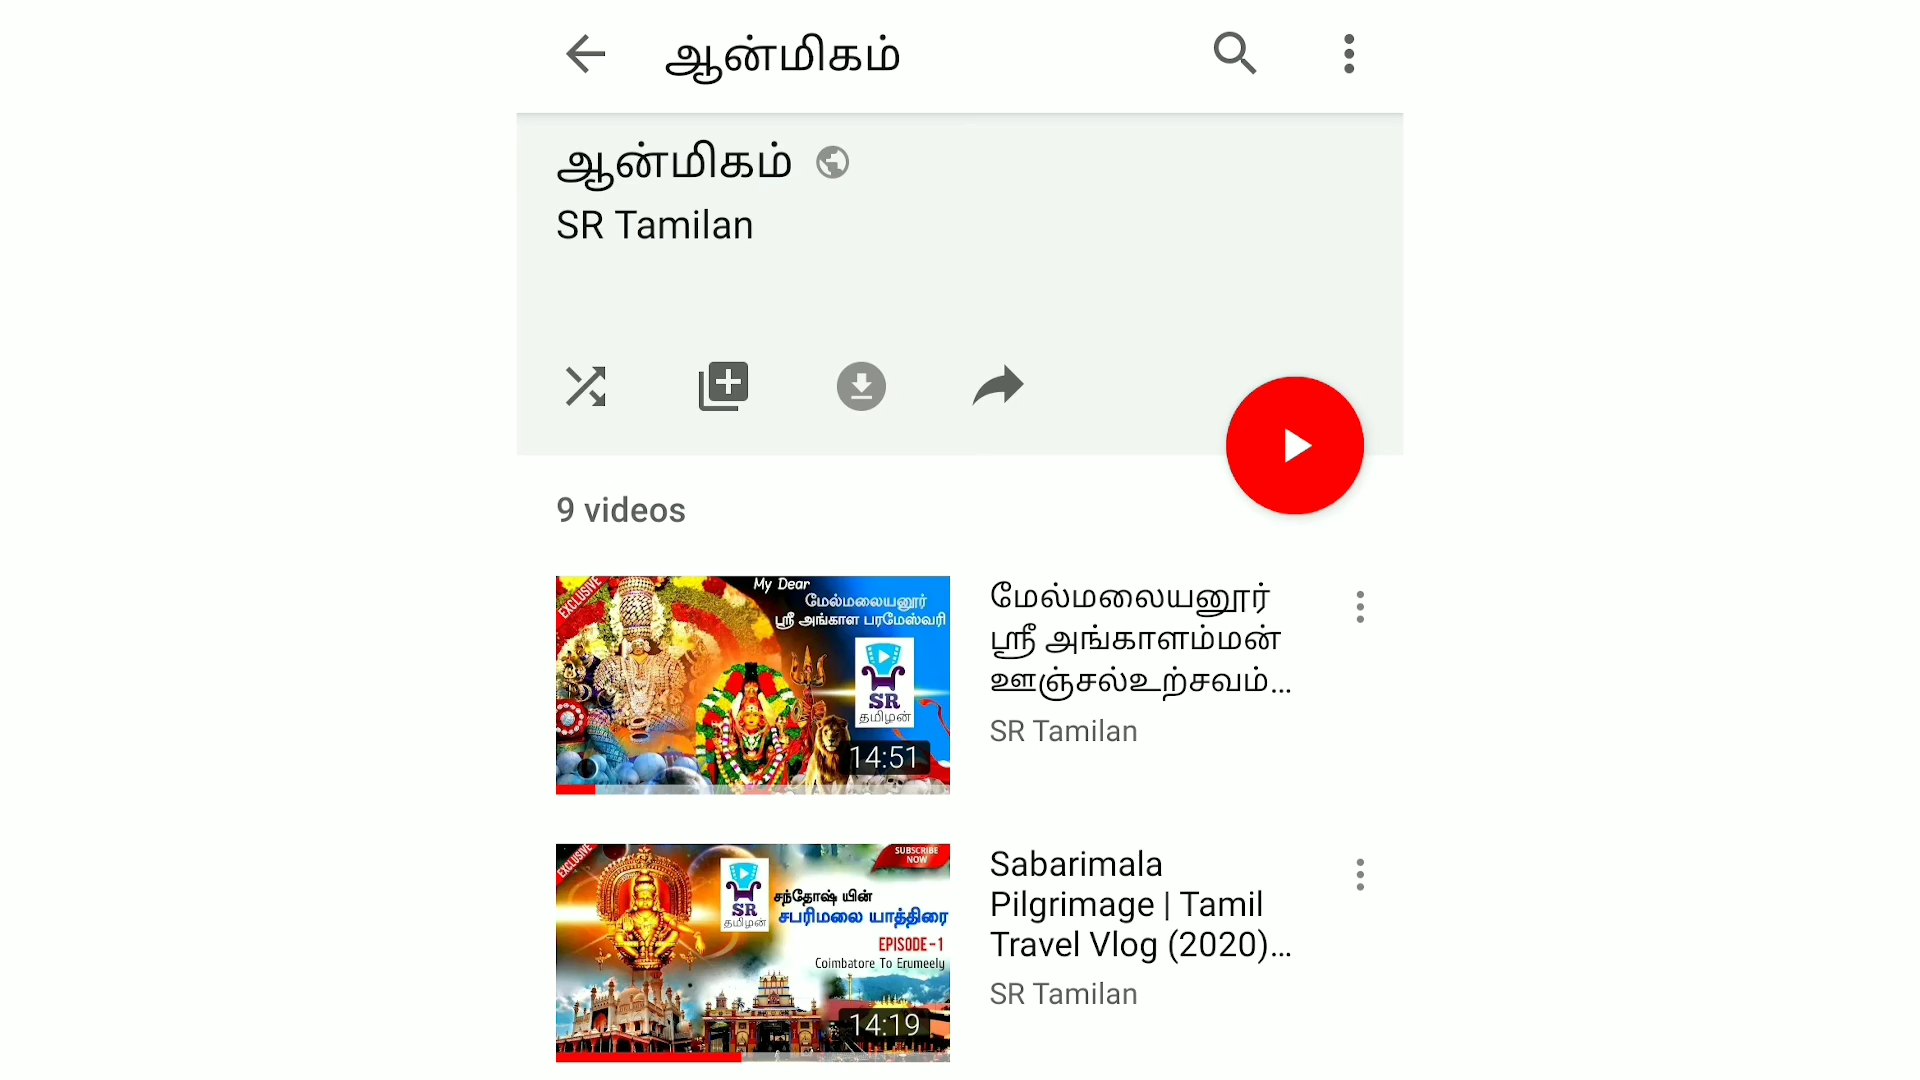 ஆன்மிகம்
ஆன்மிகம்
SR Tamilan
9 videos
EXCLUSIVE
My Dear
மேல்மலையனூர்
ஸ்ரீ அங்காள பரமேஸ்வரி
SR
தமிழன்
14:51
மேல்மலையனூர்
ஸ்ரீ அங்காளம்மன்
ஊஞ்சல்உற்சவம்...
SR Tamilan
EXCLUSIVE
SUBSCRIBE
NOW
SR
தமிழன்
சந்தோஷ் யின்
சபரிமலை யாத்திரை
EPISODE-1
Coimbatore To Erumeely
14:19
Sabarimala
Pilgrimage | Tamil
Travel Vlog (2020)...
SR Tamilan